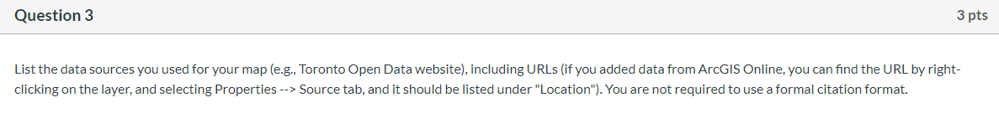 Question 3
3 pts
List the data sources you used for your map (e.g., Toronto Open Data website), including URLs (if you added data from ArcGIS Online, you can find the URL by right-
clicking on the layer, and selecting Properties --> Source tab, and it should be listed under "Location"). You are not required to use a formal citation format.